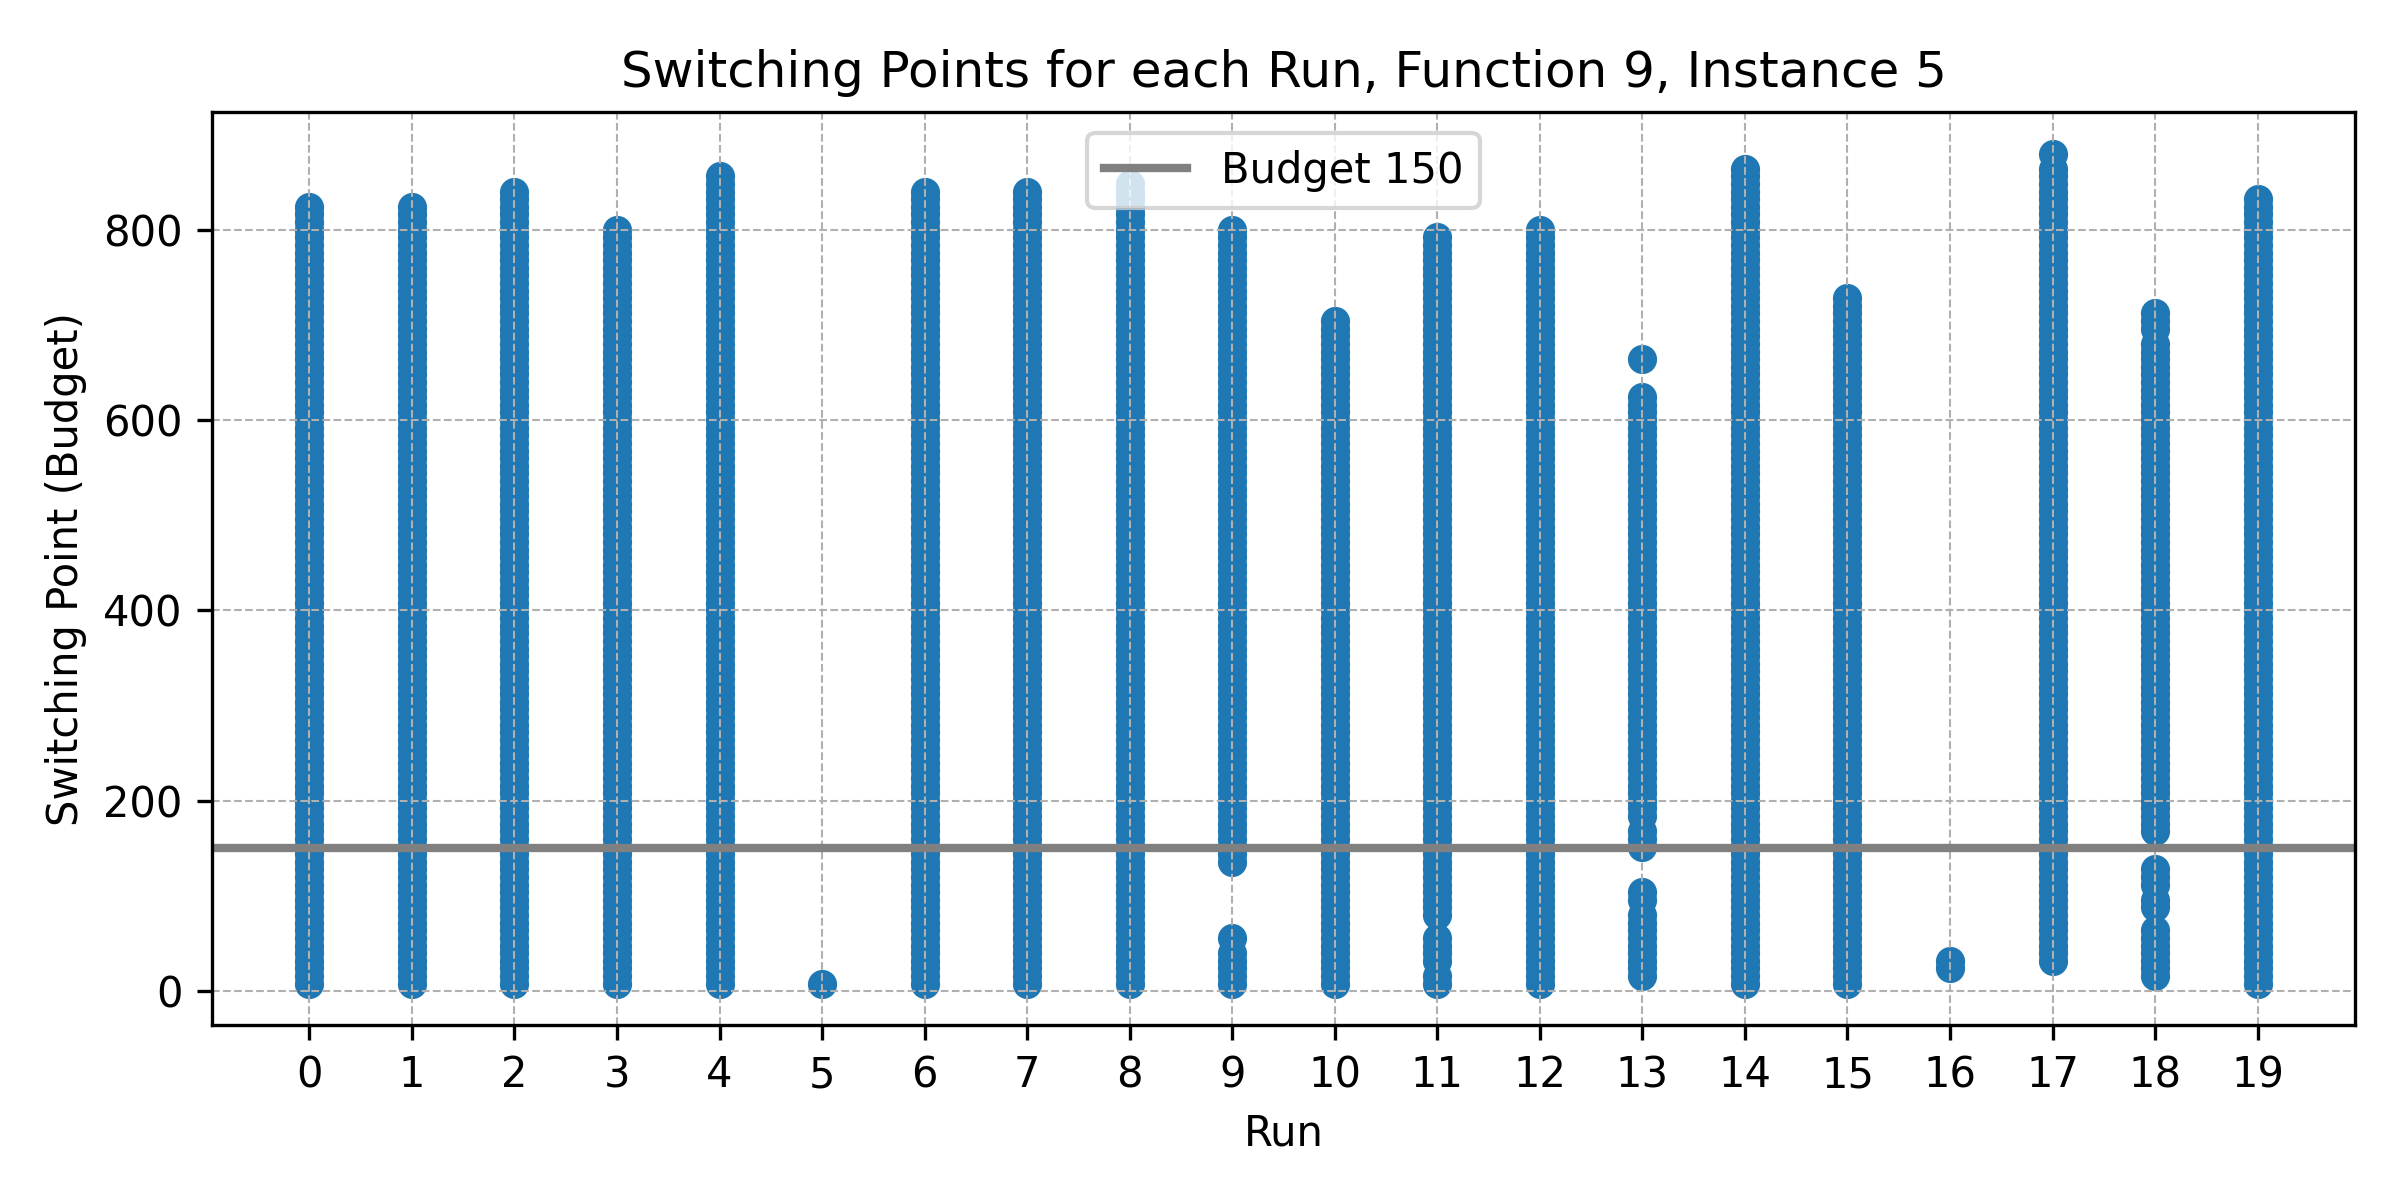 Switching Points for each Run, Function 9, Instance 5
Budget 150
Switching Point (Budget)
800
600
400
200
0
0 1 2 3 4 5 6 7 8 9 10 11 12 13 14 15 16 17 18 19
Run